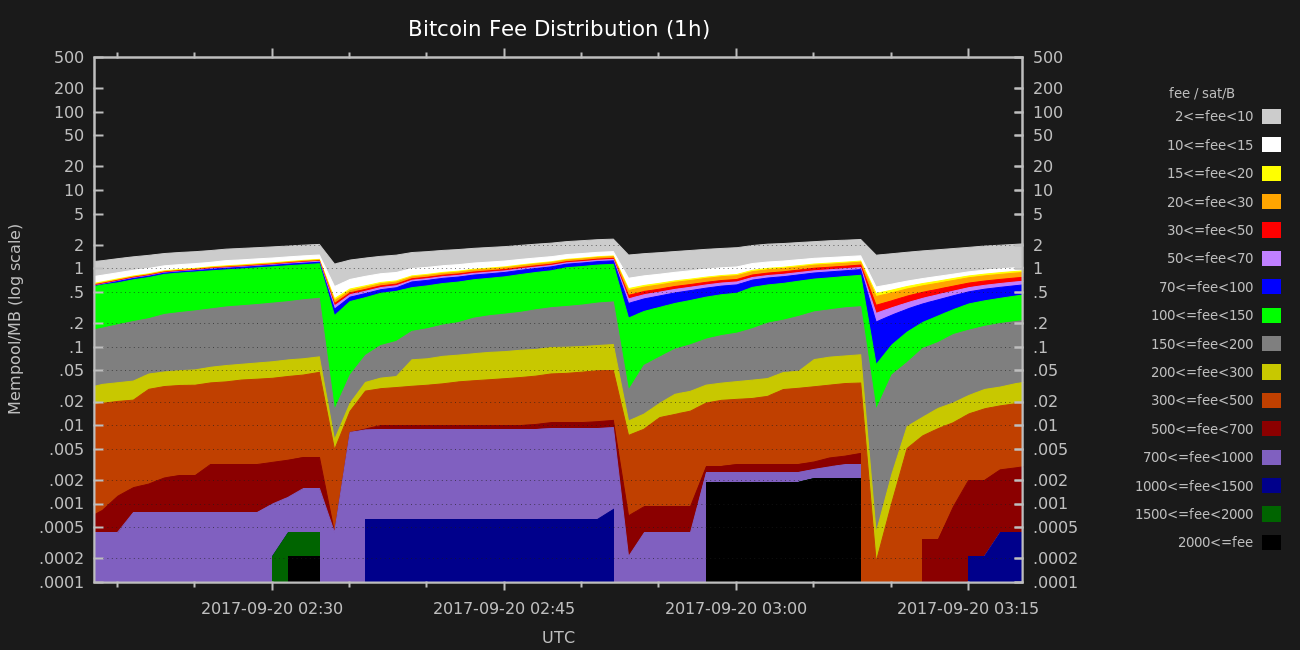 Bitcoin Fee Distribution (1h)
Mempool/MB (log scale)
500
200
100
50
20
10
5
2
1
.5
.2
.1
.05
.02
.01
.005
.002
.001
.0005
.0002
.0001
500
200
100
50
20
10
5
2
1
.5
.2
.1
.05
.02
.01
.005
.002
.001
.0005
.0002
.0001
2017-09-20 02:30
2017-09-20 02:45
2017-09-20 03:00
2017-09-20 03:15
UTC
fee / sat/B
2<=fee<10
10<=fee<15
15<=fee<20
20<=fee<30
30<=fee<50
50<=fee<70
70<=fee<100
100<=fee<150
150<=fee<200
200<=fee<300
300<=fee<500
500<=fee<700
700<=fee<1000
1000<=fee<1500
1500<=fee<2000
2000<=fee